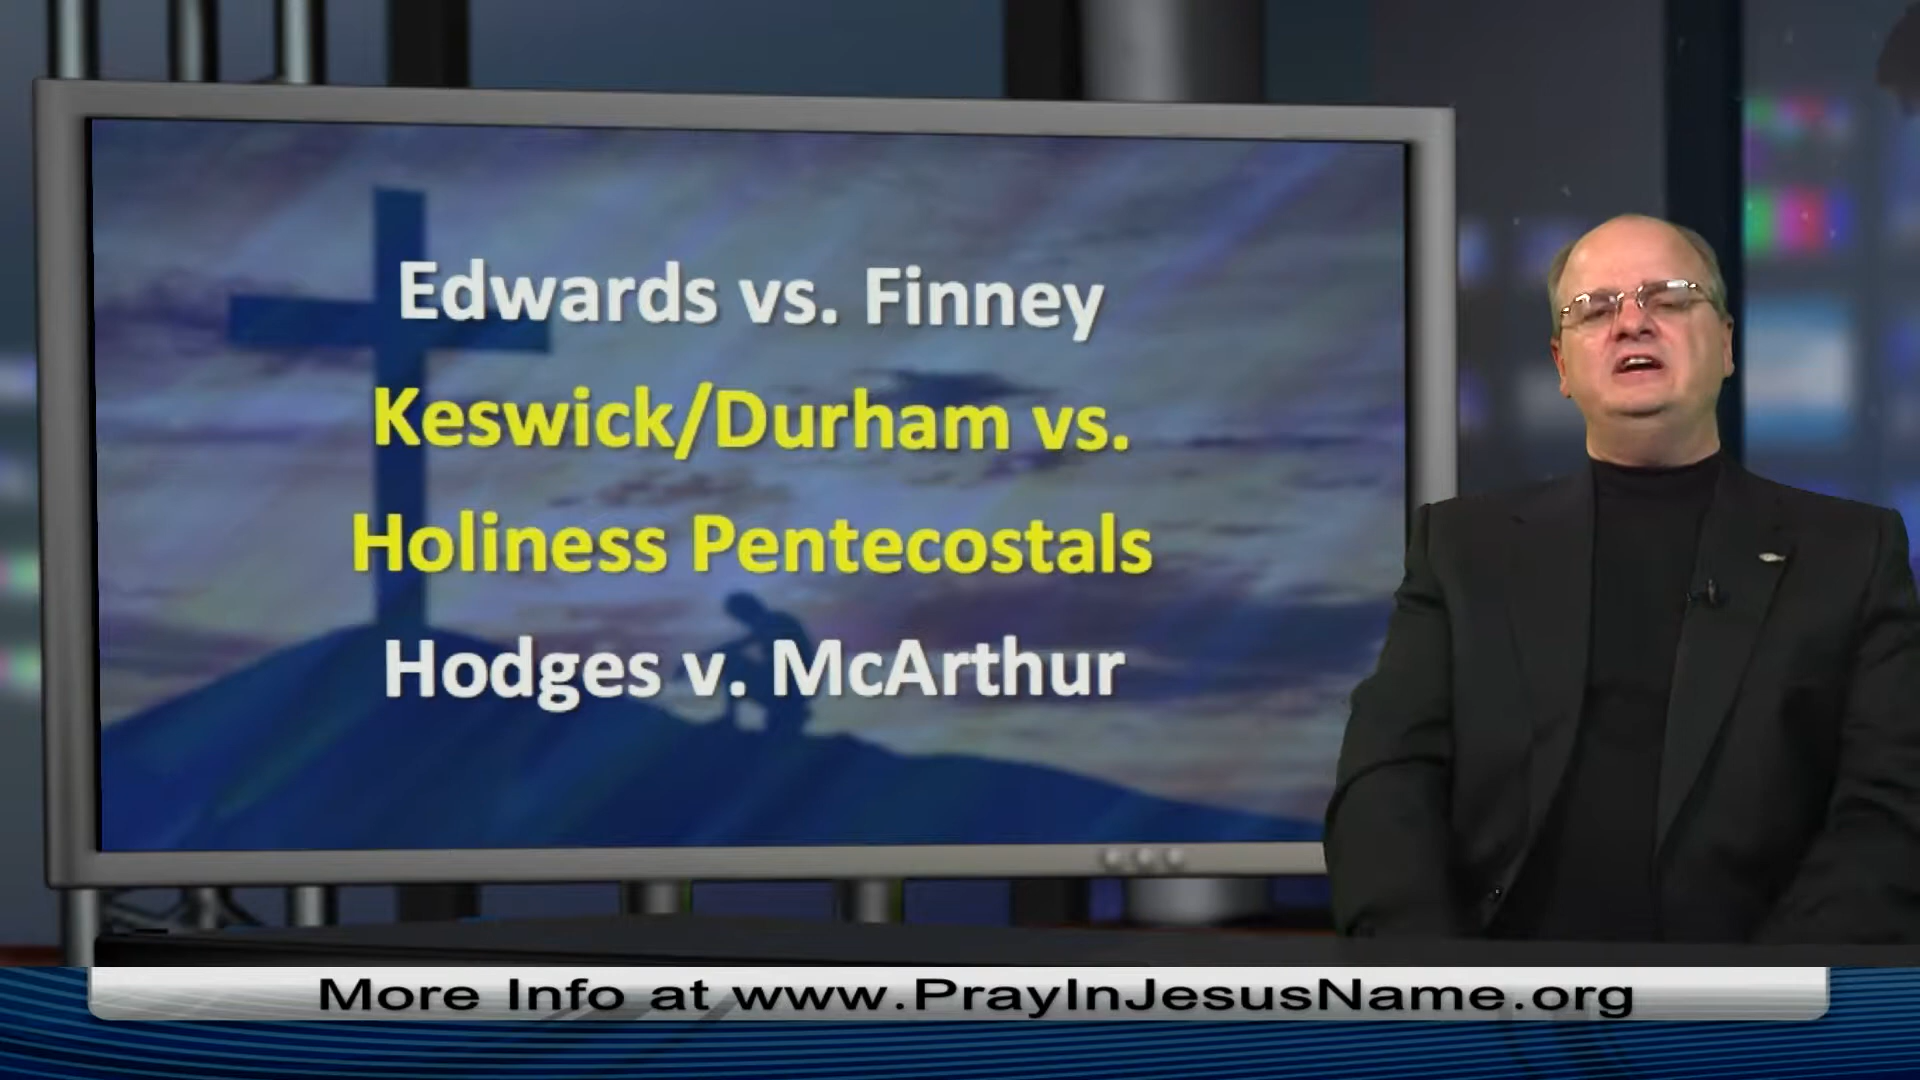 Edwards vs. Finney
Keswick/Durham vs.
Holiness Pentecostals
Hodges v. McArthur
More Info at www.PrayInJesusName.org